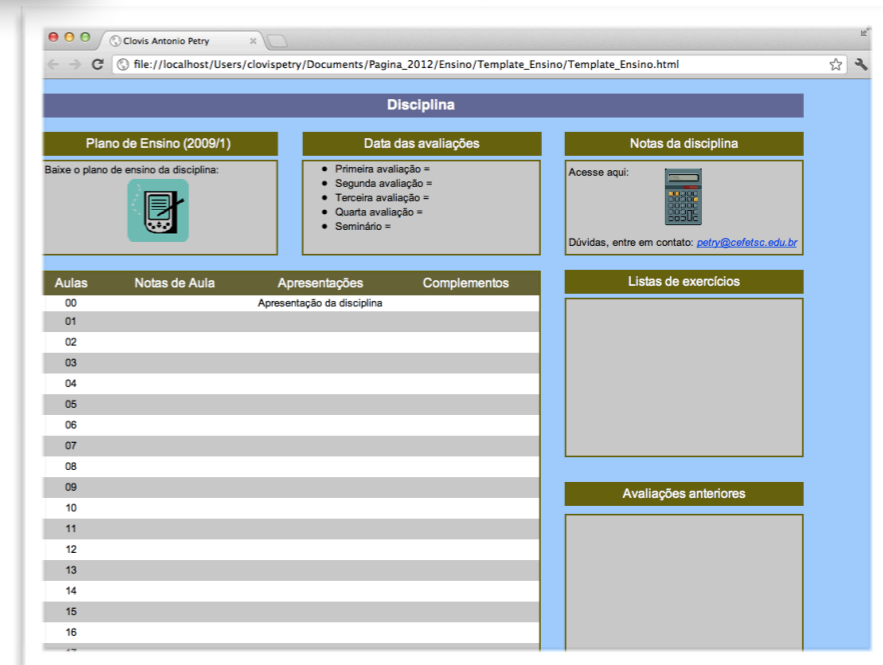 Clovis Antonio Petry
file://localhost/Users/clovispetry/Documents/Pagina_2012/Ensino/Template_Ensino/Template_Ensino.html
Disciplina
Plano de Ensino (2009/1)
Baixe o plano de ensino da disciplina:
Data das avaliações
Primeira avaliação =
Segunda avaliação =
Terceira avaliação =
Quarta avaliação =
Seminário =
Notas da disciplina
Acesse aqui:
Dúvidas, entre em contato: petry@cefetsc.edu.br
Aulas Notas de Aula Apresentações Complementos
00 Apresentação da disciplina
01
02
03
04
05
06
07
08
09
10
11
12
13
14
15
16
Listas de exercícios
Avaliações anteriores